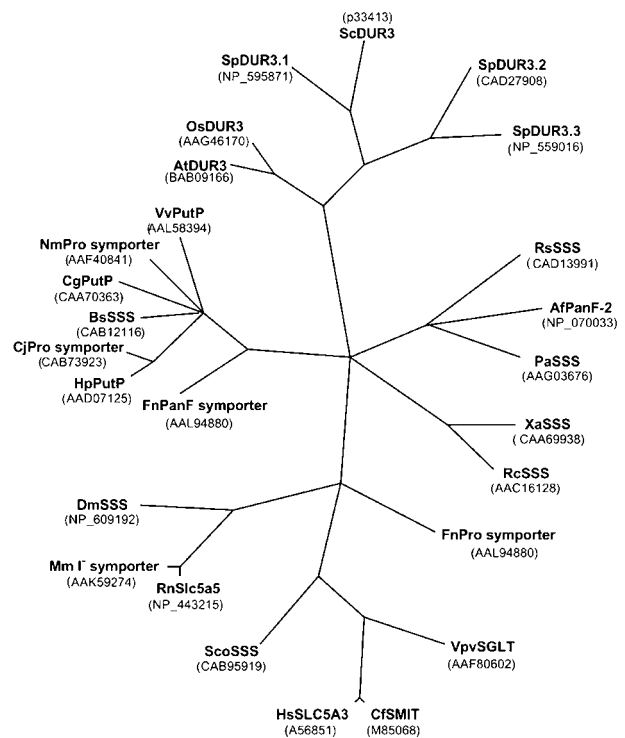 (p33413)
ScDUR3
SpDUR3.1
(NP_595871)
SpDUR3.2
(CAD27908)
SpDUR3.3
(NP_559016)
OsDUR3
(AAG46170)
AtDUR3
(BAB09166)
VvPutP
(AAL58394)
NmPro symporter
(AAF40841)
CgPutP
(CAA70363)
BsSSS
(CAB12116)
CjPro symporter
(CAB73923)
HpPutP
(AAD07125)
FnPanF symporter
(AAL94880)
RsSSS
(CAD13991)
AfPanF-2
(NP_070033)
PaSSS
(AAG03676)
XaSSS
(CAA69938)
RcSSS
(AAC16128)
FnPro symporter
(AAL94880)
DmSSS
(NP_609192)
Mm I⁻ symporter
(AAK59274)
RnSlc5a5
(NP_443215)
ScoSSS
(CAB95919)
VpvSGLT
(AAF80602)
HsSLC5A3
(A56851)
CfSMIT
(M85068)